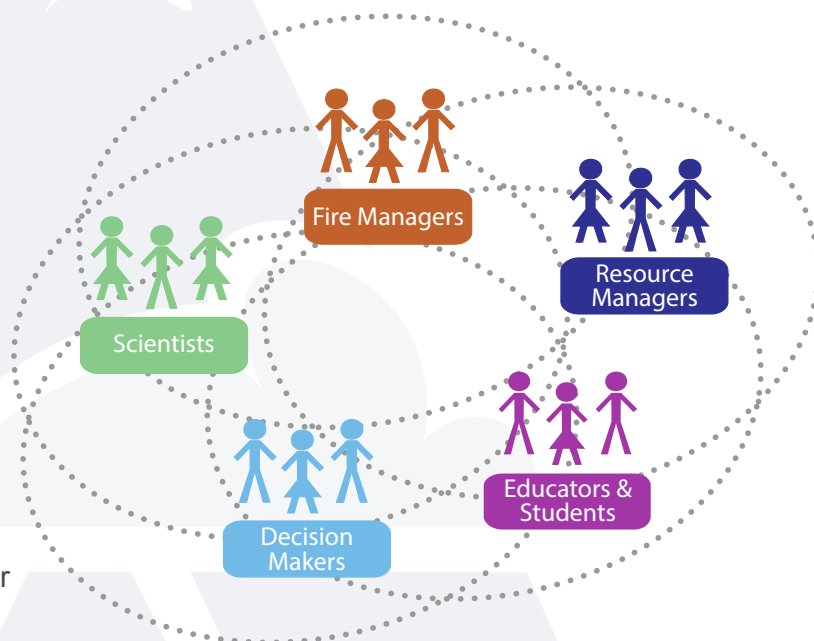 Fire Managers
Resource
Managers
Scientists
Educators &
Students
Decision
Makers
r